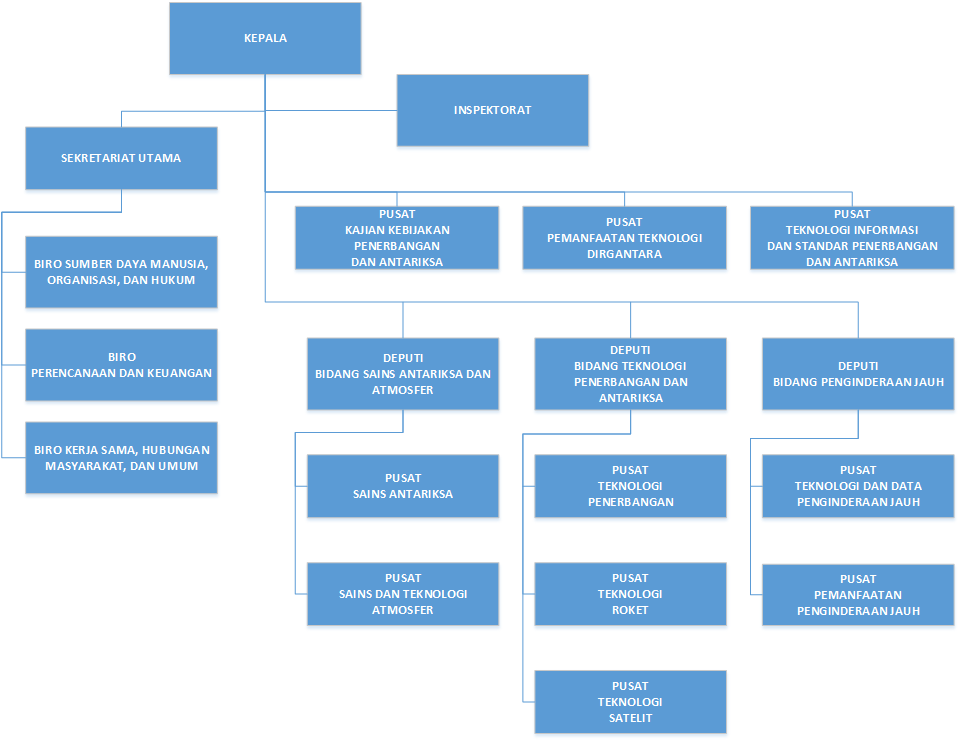 KEPALA
INSPEKTORAT
SEKRETARIAT UTAMA
BIRO SUMBER DAYA MANUSIA,
ORGANISASI, DAN HUKUM
BIRO
PERENCANAAN DAN KEUANGAN
BIRO KERJA SAMA, HUBUNGAN
MASYARAKAT, DAN UMUM
PUSAT
KAJIAN KEBIJAKAN
PENERBANGAN
DAN ANTARIKSA
PUSAT
PEMANFAATAN TEKNOLOGI
DIRGANTARA
PUSAT
TEKNOLOGI INFORMASI
DAN STANDAR PENERBANGAN
DAN ANTARIKSA
DEPUTI
BIDANG SAINS ANTARIKSA DAN
ATMOSFER
PUSAT
SAINS ANTARIKSA
PUSAT
SAINS DAN TEKNOLOGI
ATMOSFER
DEPUTI
BIDANG TEKNOLOGI
PENERBANGAN DAN
ANTARIKSA
PUSAT
TEKNOLOGI
PENERBANGAN
PUSAT
TEKNOLOGI
ROKET
PUSAT
TEKNOLOGI
SATELIT
DEPUTI
BIDANG PENGINDERAAN JAUH
PUSAT
TEKNOLOGI DAN DATA
PENGINDERAAN JAUH
PUSAT
PEMANFAATAN
PENGINDERAAN JAUH